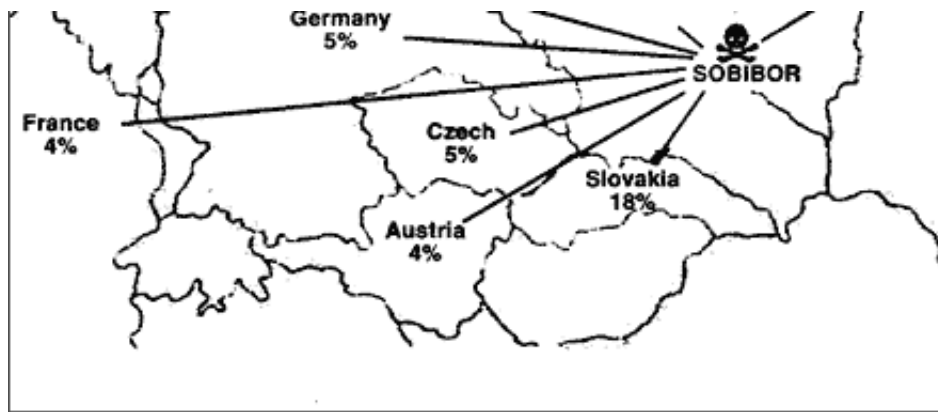 Germany
5%
SOBIBOR
France
4%
Czech
5%
Slovakia
18%
Austria
4%